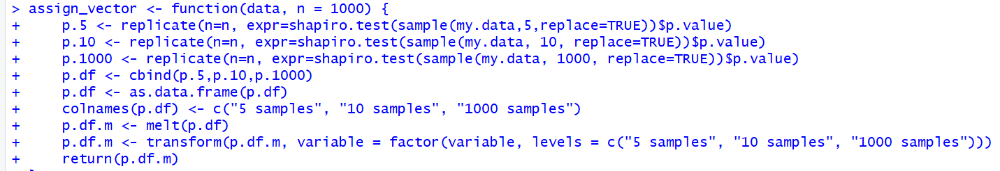 > assign_vector <- function(data, n = 1000) {
+     p.5 <- replicate(n=n, expr=shapiro.test(sample(my.data,5,replace=TRUE))$p.value)
+     p.10 <- replicate(n=n, expr=shapiro.test(sample(my.data, 10, replace=TRUE))$p.value)
+     p.1000 <- replicate(n=n, expr=shapiro.test(sample(my.data, 1000, replace=TRUE))$p.value)
+     p.df <- cbind(p.5,p.10,p.1000)
+     p.df <- as.data.frame(p.df)
+     colnames(p.df) <- c("5 samples", "10 samples", "1000 samples")
+     p.df.m <- melt(p.df)
+     p.df.m <- transform(p.df.m, variable = factor(variable, levels = c("5 samples", "10 samples", "1000 samples")))
+     return(p.df.m)